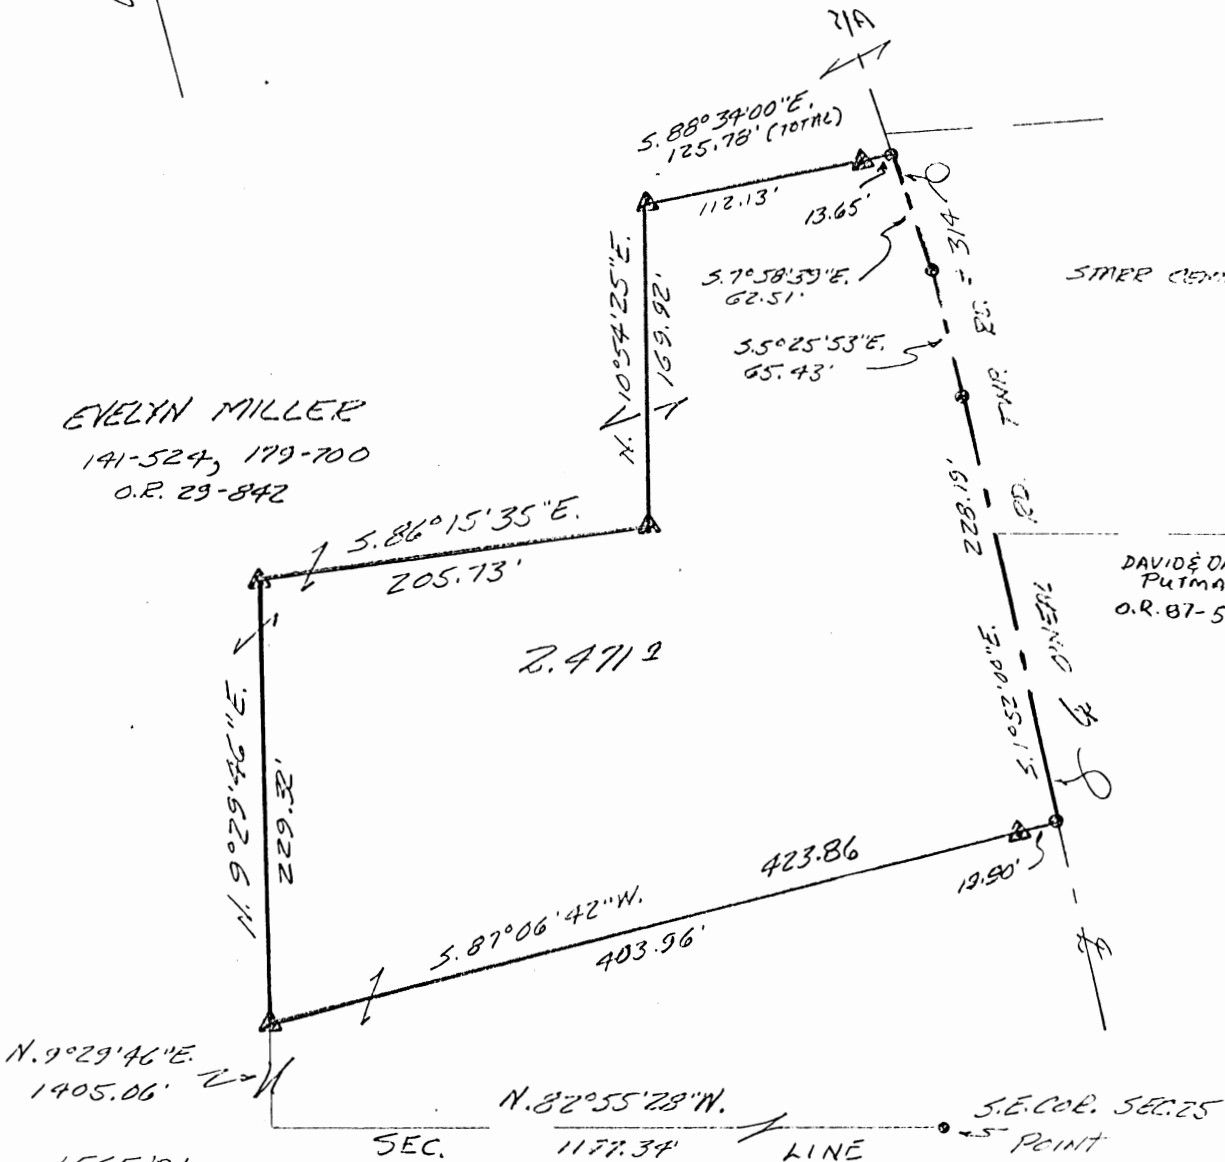 S. 88°34'00"E.
125.78' (TOTAL)
112.13'
13.65'
S. 7°58'39"E.
62.51'
S. 5°25'53"E.
65.43'
N. 10°54'25"E.
169.92'
314
STARR
EVELYN MILLER
141-524, 179-700
O.R. 29-842
S. 86°15'35"E.
205.73'
228.19'
S. 1°52'00"E.
DAVID &
O.R. 87-5
2.471
N. 9°29'46"E.
229.32'
423.86
12.90'
S. 87°06'42"W.
403.96'
N. 9°29'46"E.
1405.06'
N. 82°55'28"W.
1177.34'
SEC.
LINE
S.E. COR. SEC. 25
POINT